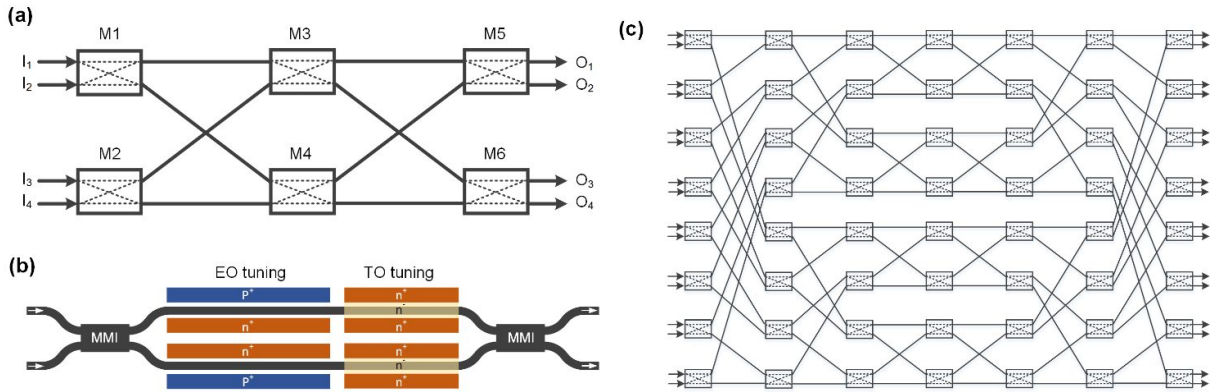 (a)
M1
M3
M5
I1
I2
O1
O2
M2
M4
M6
I3
I4
O3
O4
(b)
EO tuning
TO tuning
P+
n+
n-
MMI
n+
n+
MMI
n+
n+
n-
P+
n+
(c)